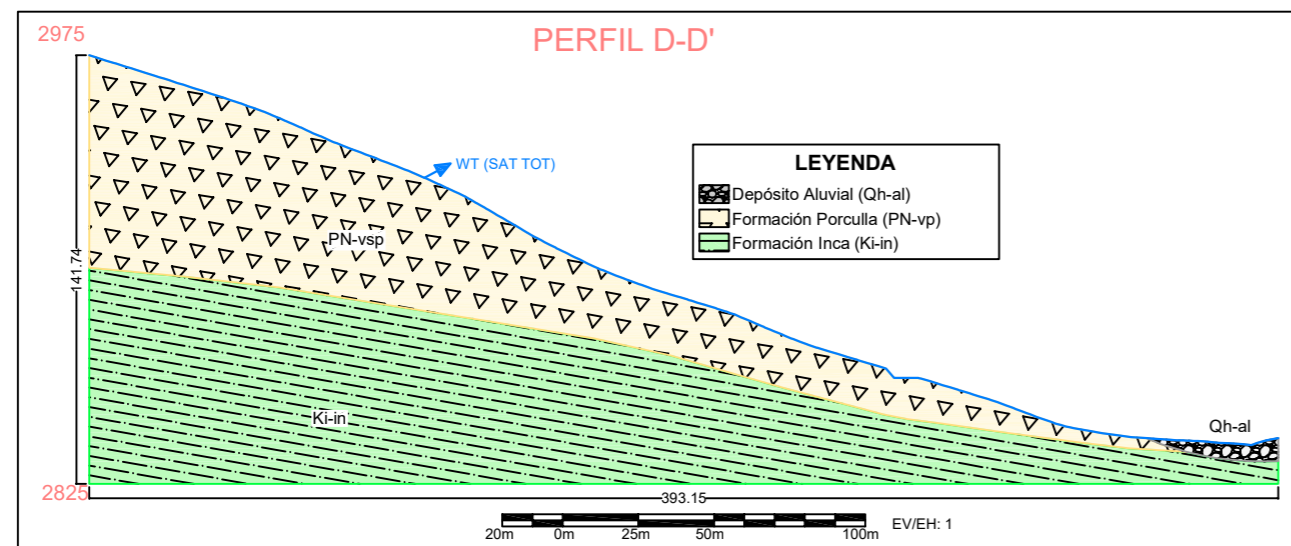 2975
PERFIL D-D'
WT (SAT TOT)
LEYENDA
Depósito Aluvial (Qh-al)
Formación Porculla (PN-vp)
Formación Inca (Ki-in)
PN-vsp
141.74
Ki-in
Qh-al
2825
393.15
20m 0m 25m 50m 100m
EV/EH: 1